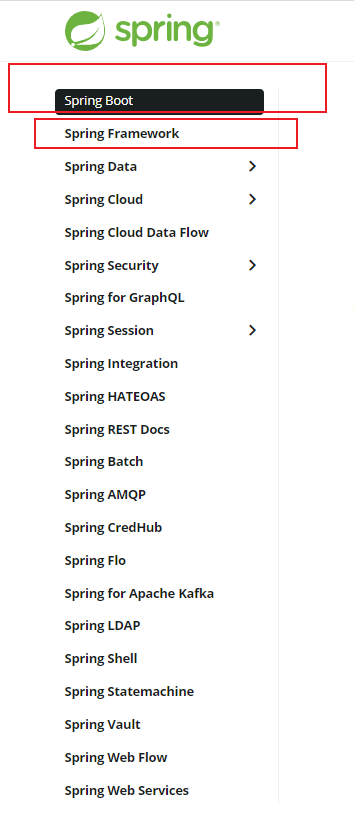 spring®
Spring Boot
Spring Framework
Spring Data
Spring Cloud
Spring Cloud Data Flow
Spring Security
Spring for GraphQL
Spring Session
Spring Integration
Spring HATEOAS
Spring REST Docs
Spring Batch
Spring AMQP
Spring CredHub
Spring Flo
Spring for Apache Kafka
Spring LDAP
Spring Shell
Spring Statemachine
Spring Vault
Spring Web Flow
Spring Web Services